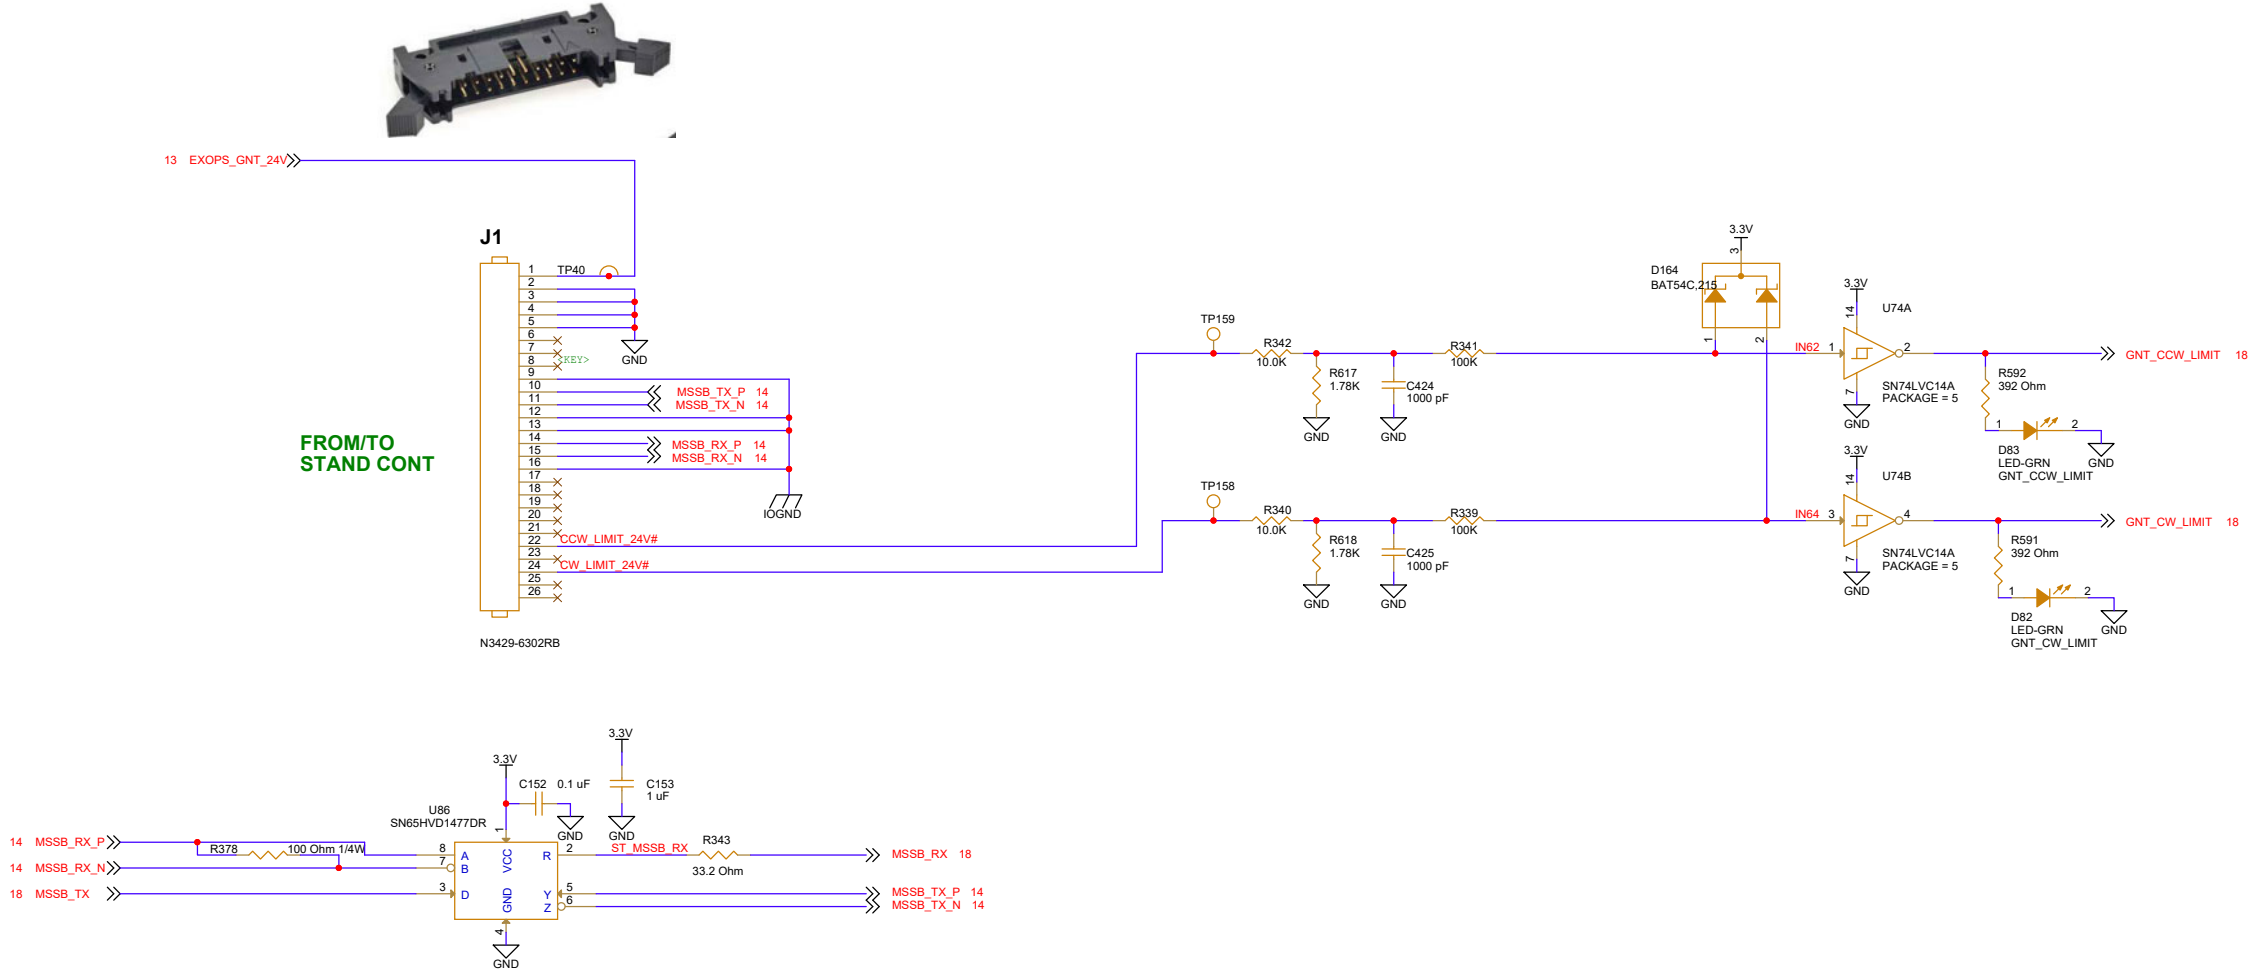 13 EXOPS_GNT_24V
J1
1
2
3
4
5
6
7
8
9
10
11
12
13
14
15
16
17
18
19
20
21
22
23
24
25
26
TP40
GND
<KEY>
MSSB_TX_P 14
MSSB_TX_N 14
MSSB_RX_P 14
MSSB_RX_N 14
IOGND
FROM/TO
STAND CONT
CCW_LIMIT_24V#
CW_LIMIT_24V#
N3429-6302RB
TP159
R342
10.0K
R617
1.78K
GND
C424
1000 pF
GND
R341
100K
3.3V
3
D164
BAT54C,215
1
2
IN62
1
3.3V
14
U74A
2
SN74LVC14A
PACKAGE = 5
7
GND
GNT_CCW_LIMIT 18
R592
392 Ohm
1
2
D83
LED-GRN
GNT_CCW_LIMIT
GND
TP158
R340
10.0K
R618
1.78K
GND
C425
1000 pF
GND
R339
100K
IN64
3
3.3V
14
U74B
4
SN74LVC14A
PACKAGE = 5
7
GND
GNT_CW_LIMIT 18
R591
392 Ohm
1
2
D82
LED-GRN
GNT_CW_LIMIT
GND
3.3V
C152 0.1 uF
GND
3.3V
C153
1 uF
GND
U86
SN65HVD1477DR
14 MSSB_RX_P
R378 100 Ohm 1/4W
14 MSSB_RX_N
18 MSSB_TX
8
7
3
1
A
B
D
VCC
GND
R
Y
Z
2
5
6
4
GND
ST_MSSB_RX
R343
33.2 Ohm
MSSB_RX 18
MSSB_TX_P 14
MSSB_TX_N 14